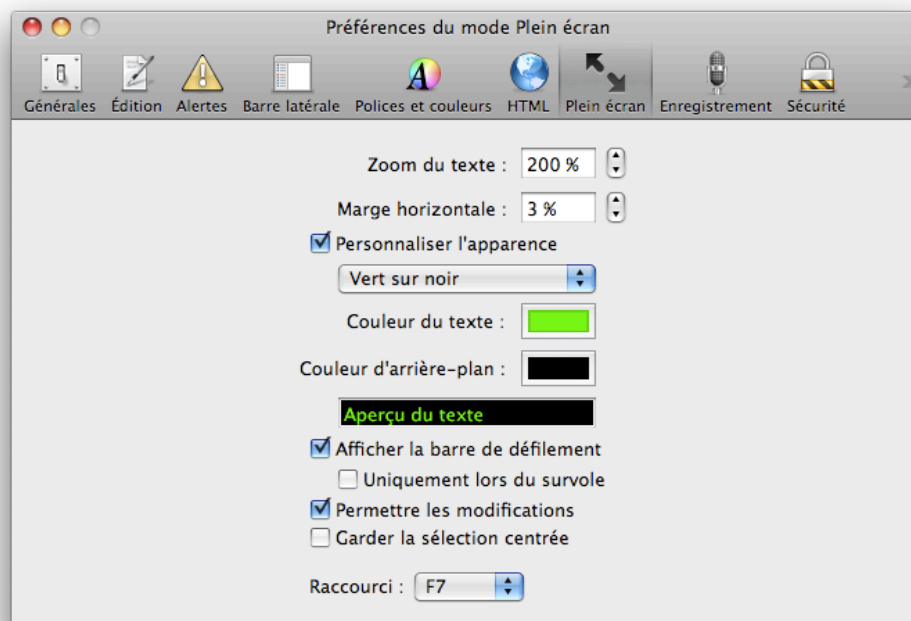 Préférences du mode Plein écran
Générales Édition Alertes Barre latérale Polices et couleurs HTML Plein écran Enregistrement Sécurité
Zoom du texte : 200 %
Marge horizontale : 3 %
Personnaliser l'apparence
Vert sur noir
Couleur du texte :
Couleur d'arrière-plan :
Aperçu du texte
Afficher la barre de défilement
Uniquement lors du survole
Permettre les modifications
Garder la sélection centrée
Raccourci : F7